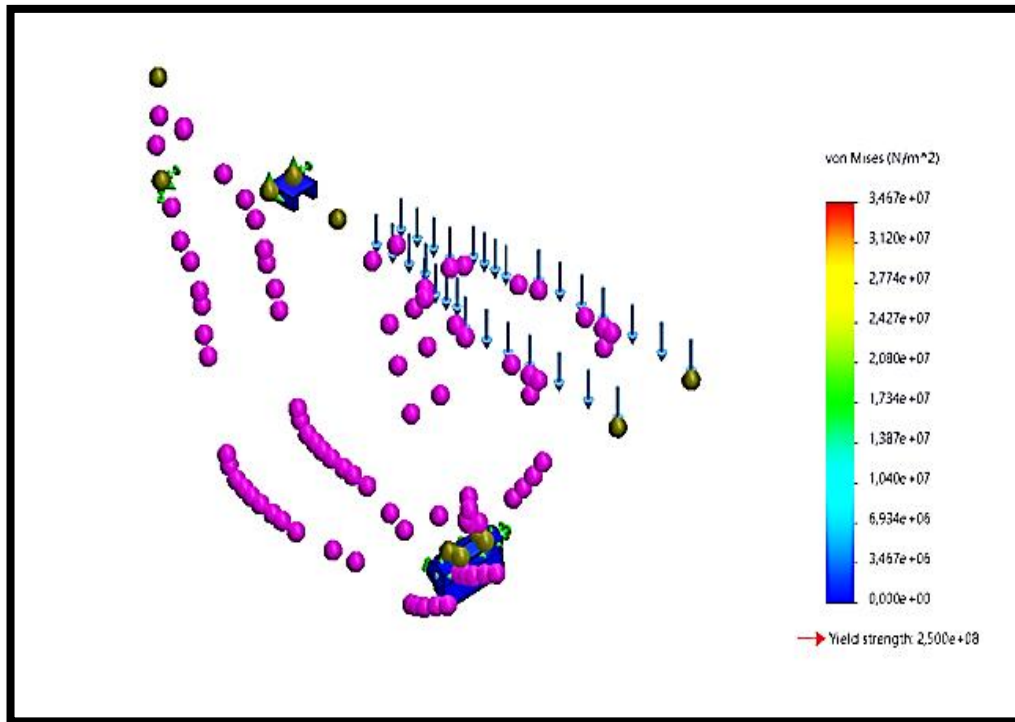 von Mises (N/m^2)
3,467e+07
3,120e+07
2,774e+07
2,427e+07
2,080e+07
1,734e+07
1,387e+07
1,040e+07
6,934e+06
3,467e+06
0,000e+00
Yield strength: 2,500e+08